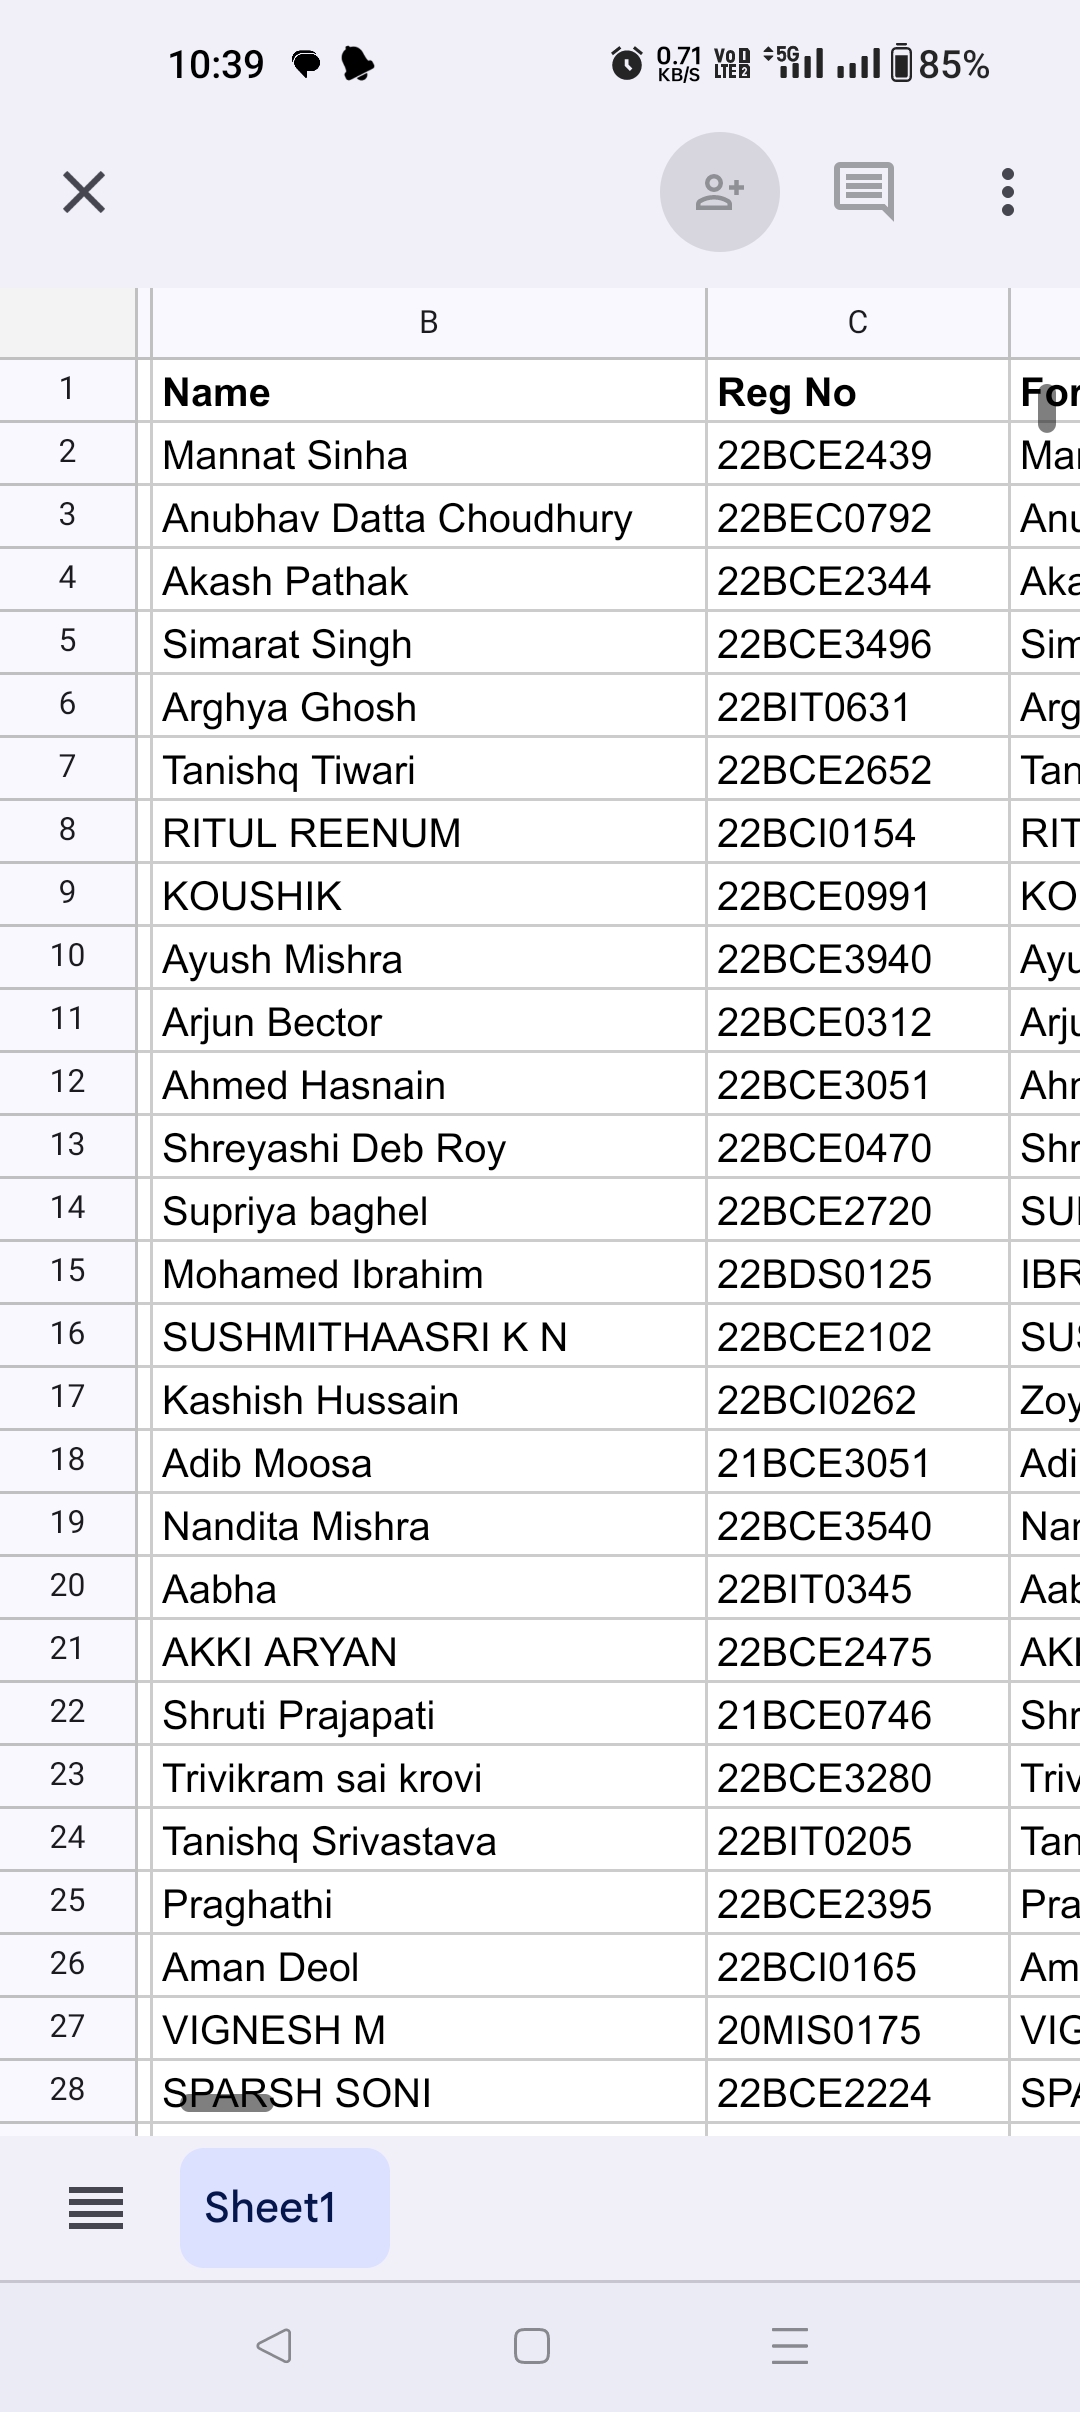 10:39 0.71 KB/S Vo LTE 5G 85%
B C
1 Name Reg No For
2 Mannat Sinha 22BCE2439 Mar
3 Anubhav Datta Choudhury 22BEC0792 Anu
4 Akash Pathak 22BCE2344 Aka
5 Simarat Singh 22BCE3496 Sim
6 Arghya Ghosh 22BIT0631 Arg
7 Tanishq Tiwari 22BCE2652 Tan
8 RITUL REENUM 22BCI0154 RIT
9 KOUSHIK 22BCE0991 KO
10 Ayush Mishra 22BCE3940 Ayu
11 Arjun Bector 22BCE0312 Arju
12 Ahmed Hasnain 22BCE3051 Ahr
13 Shreyashi Deb Roy 22BCE0470 Shr
14 Supriya baghel 22BCE2720 SU
15 Mohamed Ibrahim 22BDS0125 IBR
16 SUSHMITHAASRI K N 22BCE2102 SUS
17 Kashish Hussain 22BCI0262 Zoy
18 Adib Moosa 21BCE3051 Adi
19 Nandita Mishra 22BCE3540 Nar
20 Aabha 22BIT0345 Aab
21 AKKI ARYAN 22BCE2475 AK
22 Shruti Prajapati 21BCE0746 Shr
23 Trivikram sai krovi 22BCE3280 Triv
24 Tanishq Srivastava 22BIT0205 Tan
25 Praghathi 22BCE2395 Pra
26 Aman Deol 22BCI0165 Am
27 VIGNESH M 20MIS0175 VIG
28 SPARSH SONI 22BCE2224 SPA
Sheet1